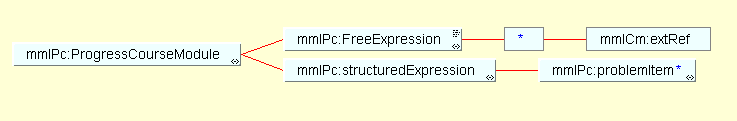 mmlPc:FreeExpression
*
mmlCm:extRef
mmlPc:ProgressCourseModule
mmlPc:structuredExpression
mmlPc:problemItem*